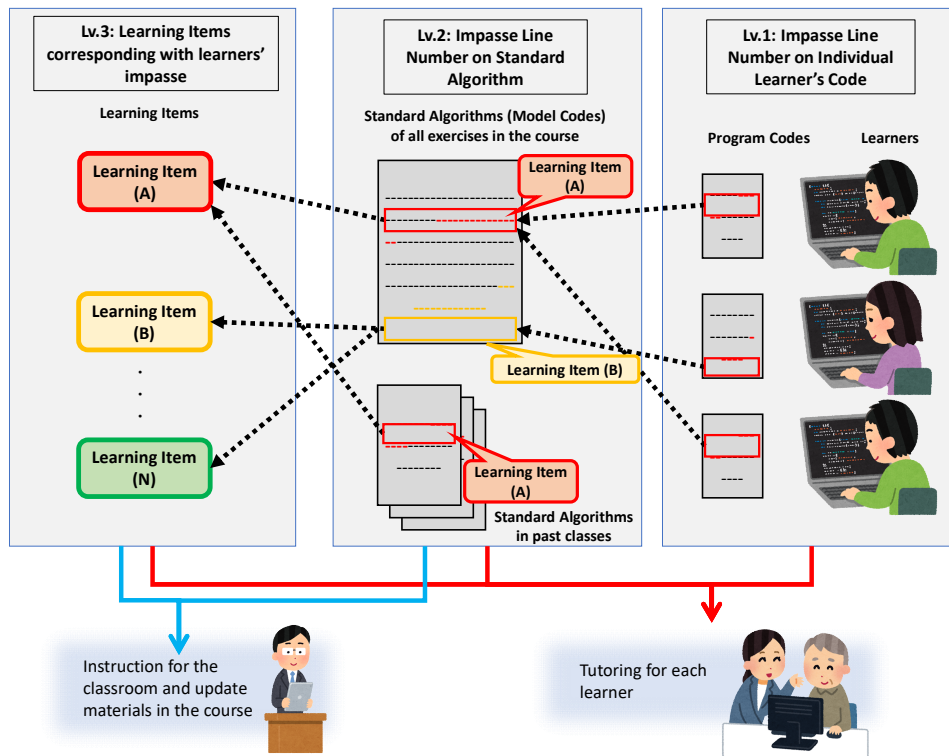 Lv.3: Learning Items
corresponding with learners'
impasse
Learning Items
Learning Item
(A)
Learning Item
(B)
Learning Item
(N)
Lv.2: Impasse Line
Number on Standard
Algorithm
Standard Algorithms (Model Codes)
of all exercises in the course
Learning Item
(A)
Learning Item (B)
Learning Item
(A)
Standard Algorithms
in past classes
Lv.1: Impasse Line
Number on Individual
Learner's Code
Program Codes
Learners
Instruction for the
classroom and update
materials in the course
Tutoring for each
learner